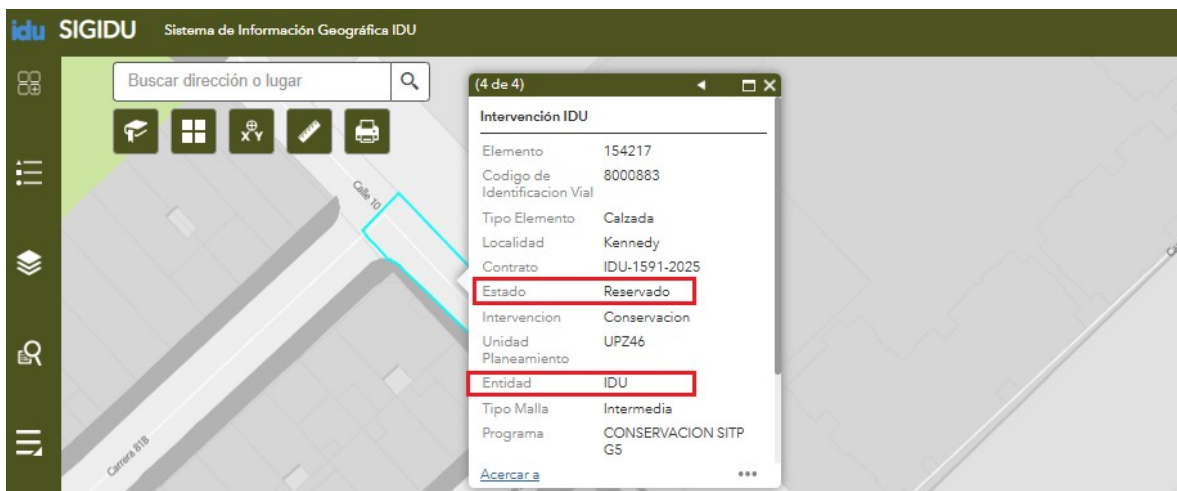 idu SIGIDU Sistema de Información Geográfica IDU
Buscar dirección o lugar
X Y
Calle 10
Carrera 81B
(4 de 4)
Intervención IDU
Elemento 154217
Codigo de Identificacion Vial 8000883
Tipo Elemento Calzada
Localidad Kennedy
Contrato IDU-1591-2025
Estado Reservado
Intervencion Conservacion
Unidad Planeamiento UPZ46
Entidad IDU
Tipo Malla Intermedia
Programa CONSERVACION SITP G5
Acercar a